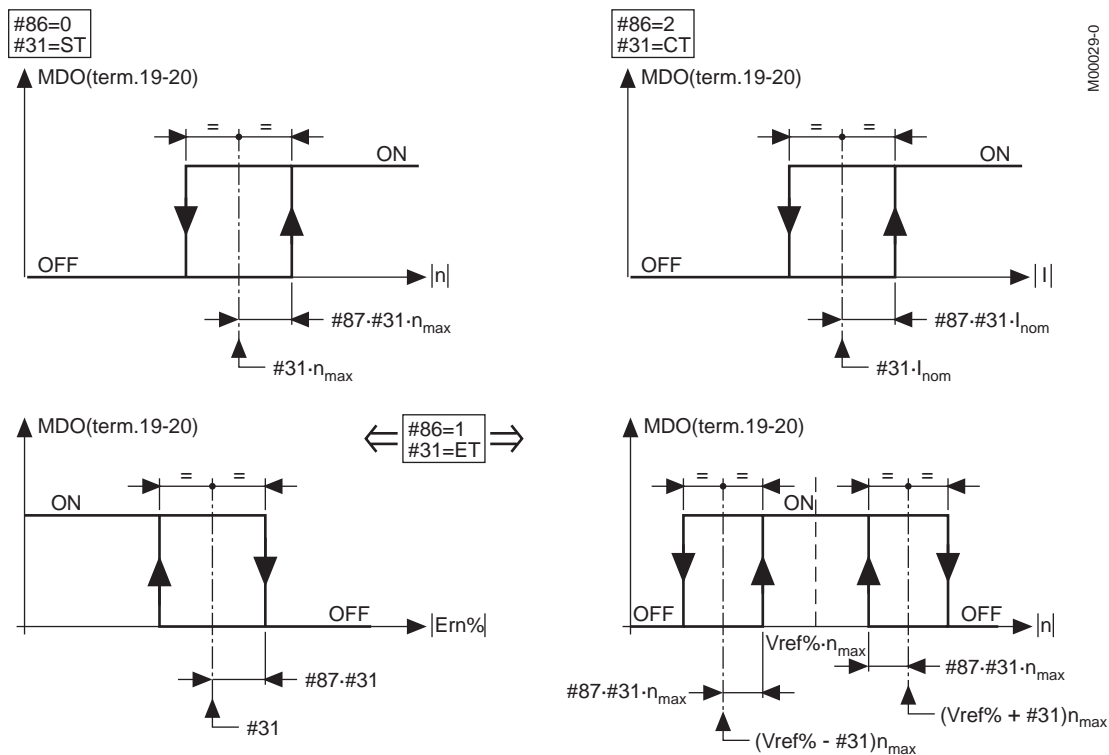 #86=0
#31=ST
MDO(term.19-20)
= =
ON
OFF
|n|
#87·#31·nmax
#31·nmax
#86=2
#31=CT
MDO(term.19-20)
= =
ON
OFF
|I|
#87·#31·Inom
#31·Inom
M00029-0
MDO(term.19-20)
= =
ON
OFF
|Ern%|
#87·#31
#31
#86=1
#31=ET
MDO(term.19-20)
= = = =
ON
OFF OFF
|n|
Vref%·nmax
#87·#31·nmax
#87·#31·nmax
(Vref% + #31)nmax
(Vref% - #31)nmax